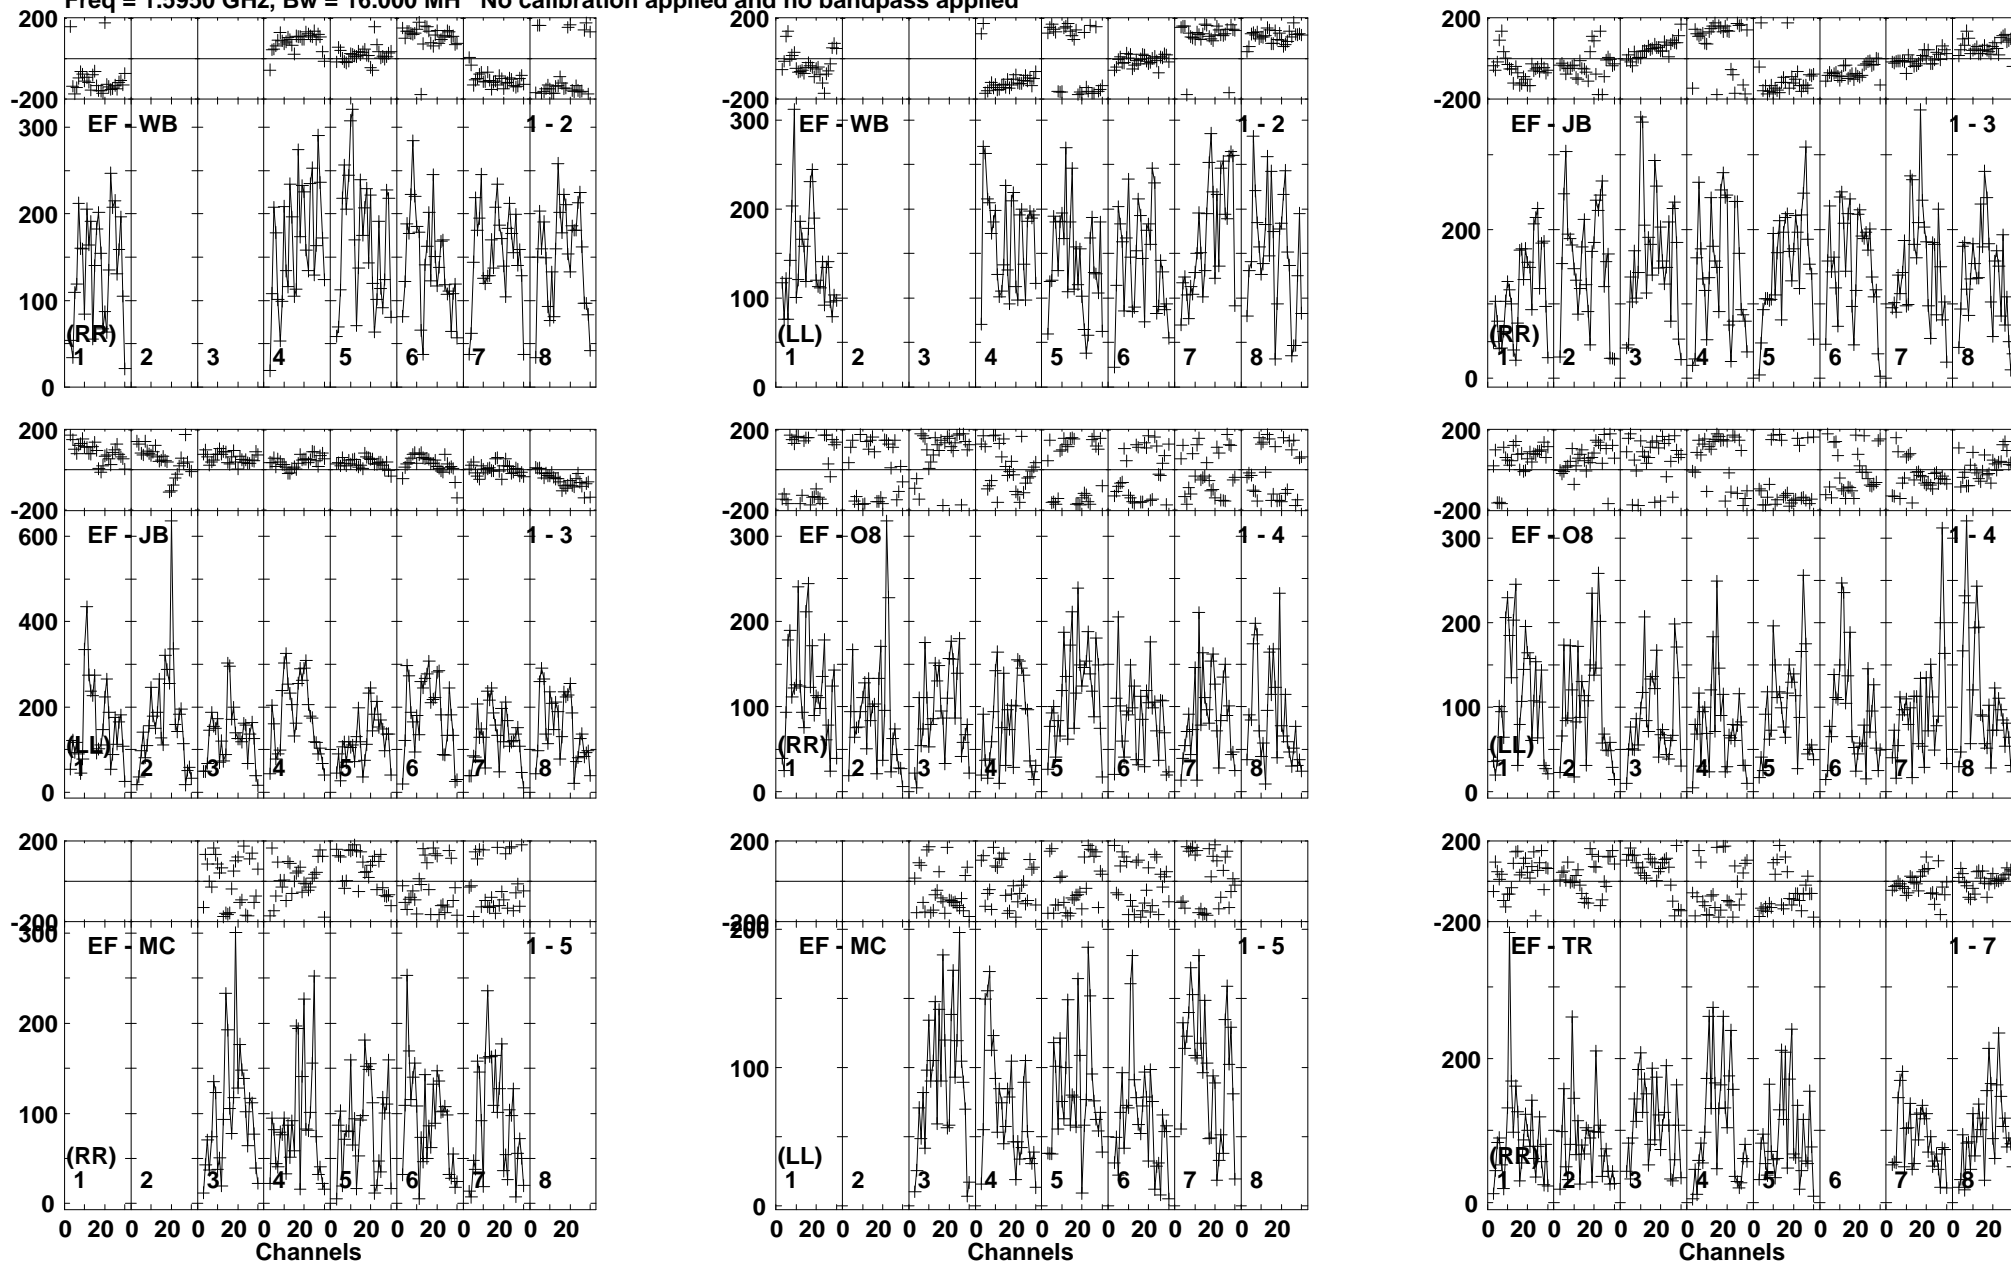 Freq = 1.5950 GHz, Bw = 16.000 MH No calibration applied and no bandpass applied
200 200 200
-200 -200 -200
EF - WB 1 - 2 EF - WB 1 - 2 EF - JB 1 - 3
300 300
200 200 200
100 100
(RR) (LL) (RR)
1 2 3 4 5 6 7 8 1 2 3 4 5 6 7 8 1 2 3 4 5 6 7 8
0 0 0
200 200 200
-200 -200 -200
EF - JB 1 - 3 EF - O8 1 - 4 EF - O8 1 - 4
600 300 300
400 200 200
200 100 100
(LL) (RR) (LL)
1 2 3 4 5 6 7 8 1 2 3 4 5 6 7 8 1 2 3 4 5 6 7 8
0 0 0
200 200 200
-200 -200 -200
300 200
EF - MC 1 - 5 EF - MC 1 - 5 EF - TR 1 - 7
200 100 200
100
(RR) (LL) (RR)
1 2 3 4 5 6 7 8 1 2 3 4 5 6 7 8 1 2 3 4 5 6 7 8
0 0 0
0 20 0 20 0 20 0 20 0 20 0 20 0 20 0 20 0 20 0 20 0 20 0 20 0 20 0 20 0 20 0 20 0 20 0 20 0 20 0 20 0 20 0 20 0 20 0 20
Channels Channels Channels